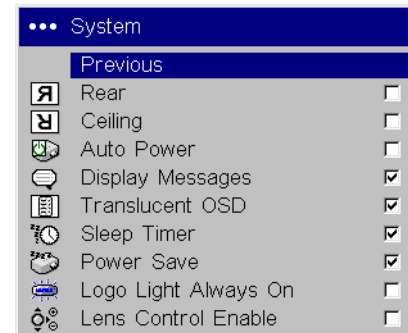 ••• System
Previous
Rear
Ceiling
Auto Power
Display Messages
Translucent OSD
Sleep Timer
Power Save
Logo Light Always On
Lens Control Enable